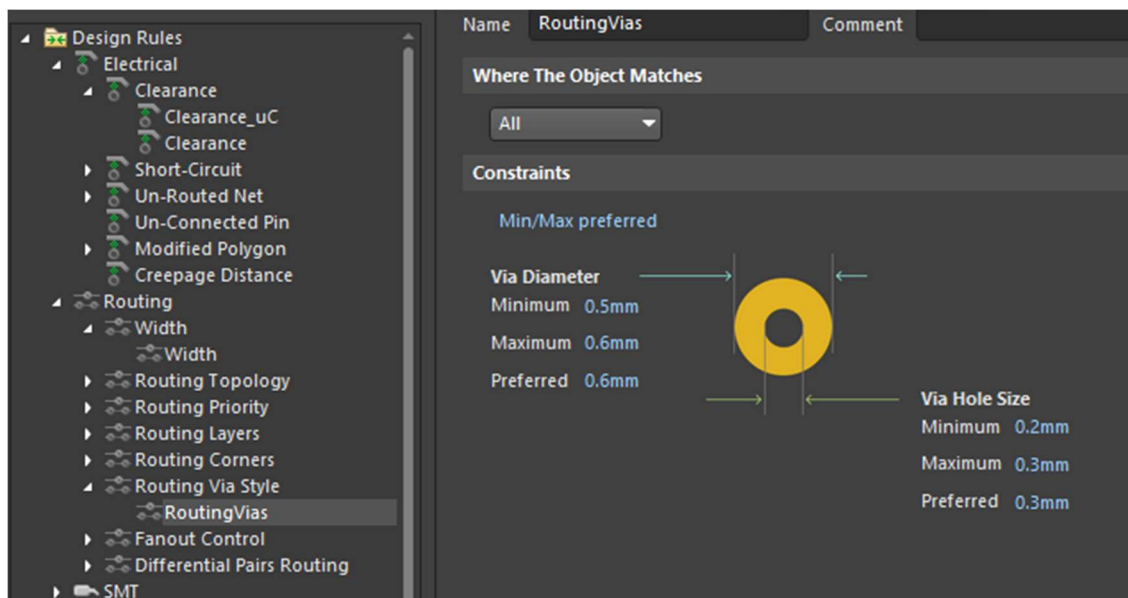 Design Rules
Electrical
Clearance
Clearance_uC
Clearance
Short-Circuit
Un-Routed Net
Un-Connected Pin
Modified Polygon
Creepage Distance
Routing
Width
Width
Routing Topology
Routing Priority
Routing Layers
Routing Corners
Routing Via Style
RoutingVias
Fanout Control
Differential Pairs Routing
SMT
Name RoutingVias Comment
Where The Object Matches
All
Constraints
Min/Max preferred
Via Diameter
Minimum 0.5mm
Maximum 0.6mm
Preferred 0.6mm
Via Hole Size
Minimum 0.2mm
Maximum 0.3mm
Preferred 0.3mm